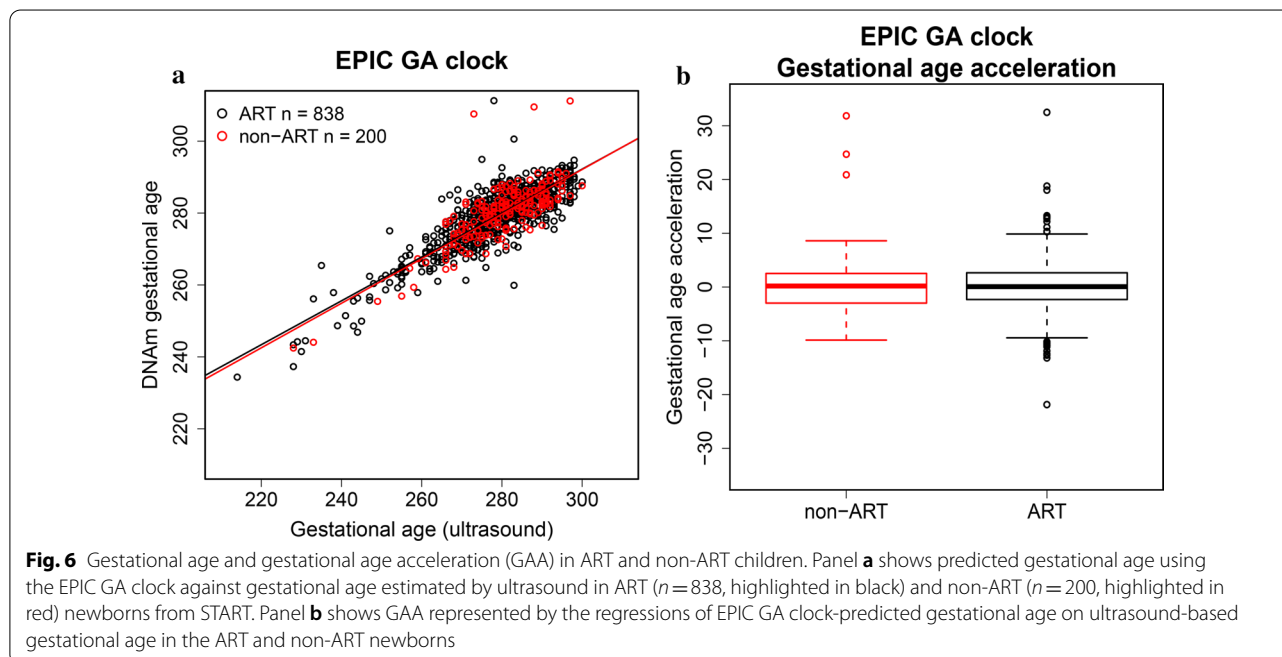 a
EPIC GA clock
ART n = 838
non−ART n = 200
DNAm gestational age
300
280
260
240
220
220
240
260
280
300
Gestational age (ultrasound)
b
EPIC GA clock
Gestational age acceleration
Gestational age acceleration
30
20
10
0
−10
−20
−30
non−ART
ART
Fig. 6 Gestational age and gestational age acceleration (GAA) in ART and non-ART children. Panel a shows predicted gestational age using
the EPIC GA clock against gestational age estimated by ultrasound in ART (n = 838, highlighted in black) and non-ART (n = 200, highlighted in
red) newborns from START. Panel b shows GAA represented by the regressions of EPIC GA clock-predicted gestational age on ultrasound-based
gestational age in the ART and non-ART newborns